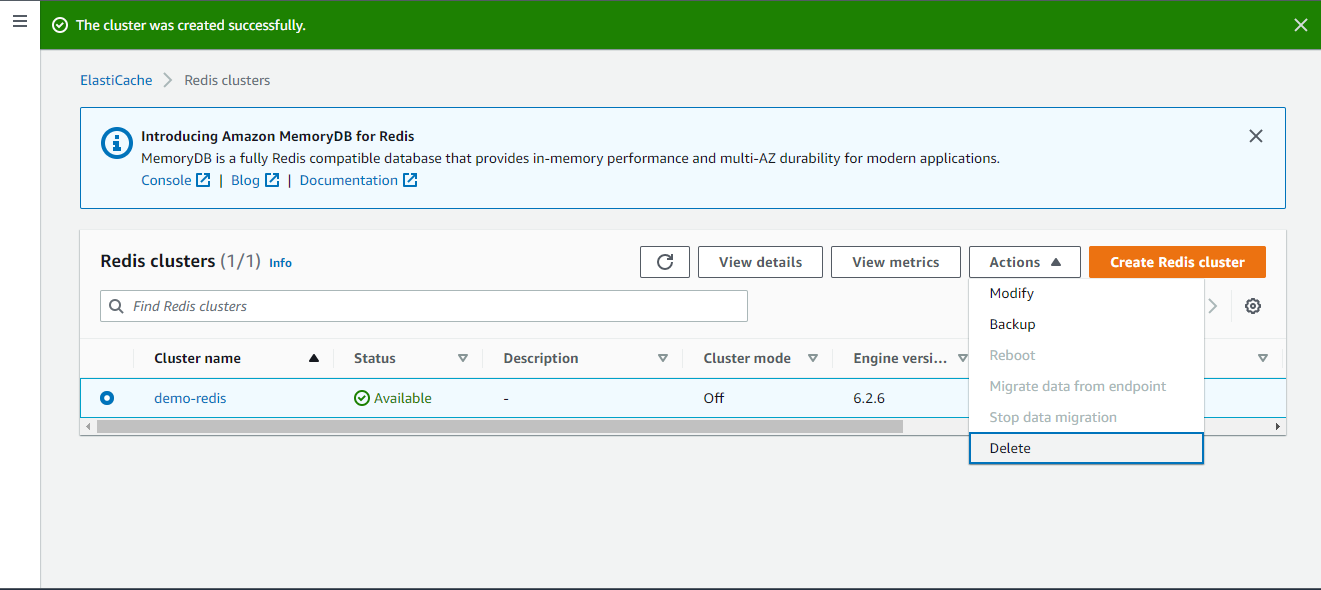 The cluster was created successfully.
ElastiCache Redis clusters
Introducing Amazon MemoryDB for Redis
MemoryDB is a fully Redis compatible database that provides in-memory performance and multi-AZ durability for modern applications.
Console | Blog | Documentation
Redis clusters (1/1) Info View details View metrics Actions Create Redis cluster
Find Redis clusters
Cluster name Status Description Cluster mode Engine versi...
demo-redis Available - Off 6.2.6
Modify
Backup
Reboot
Migrate data from endpoint
Stop data migration
Delete